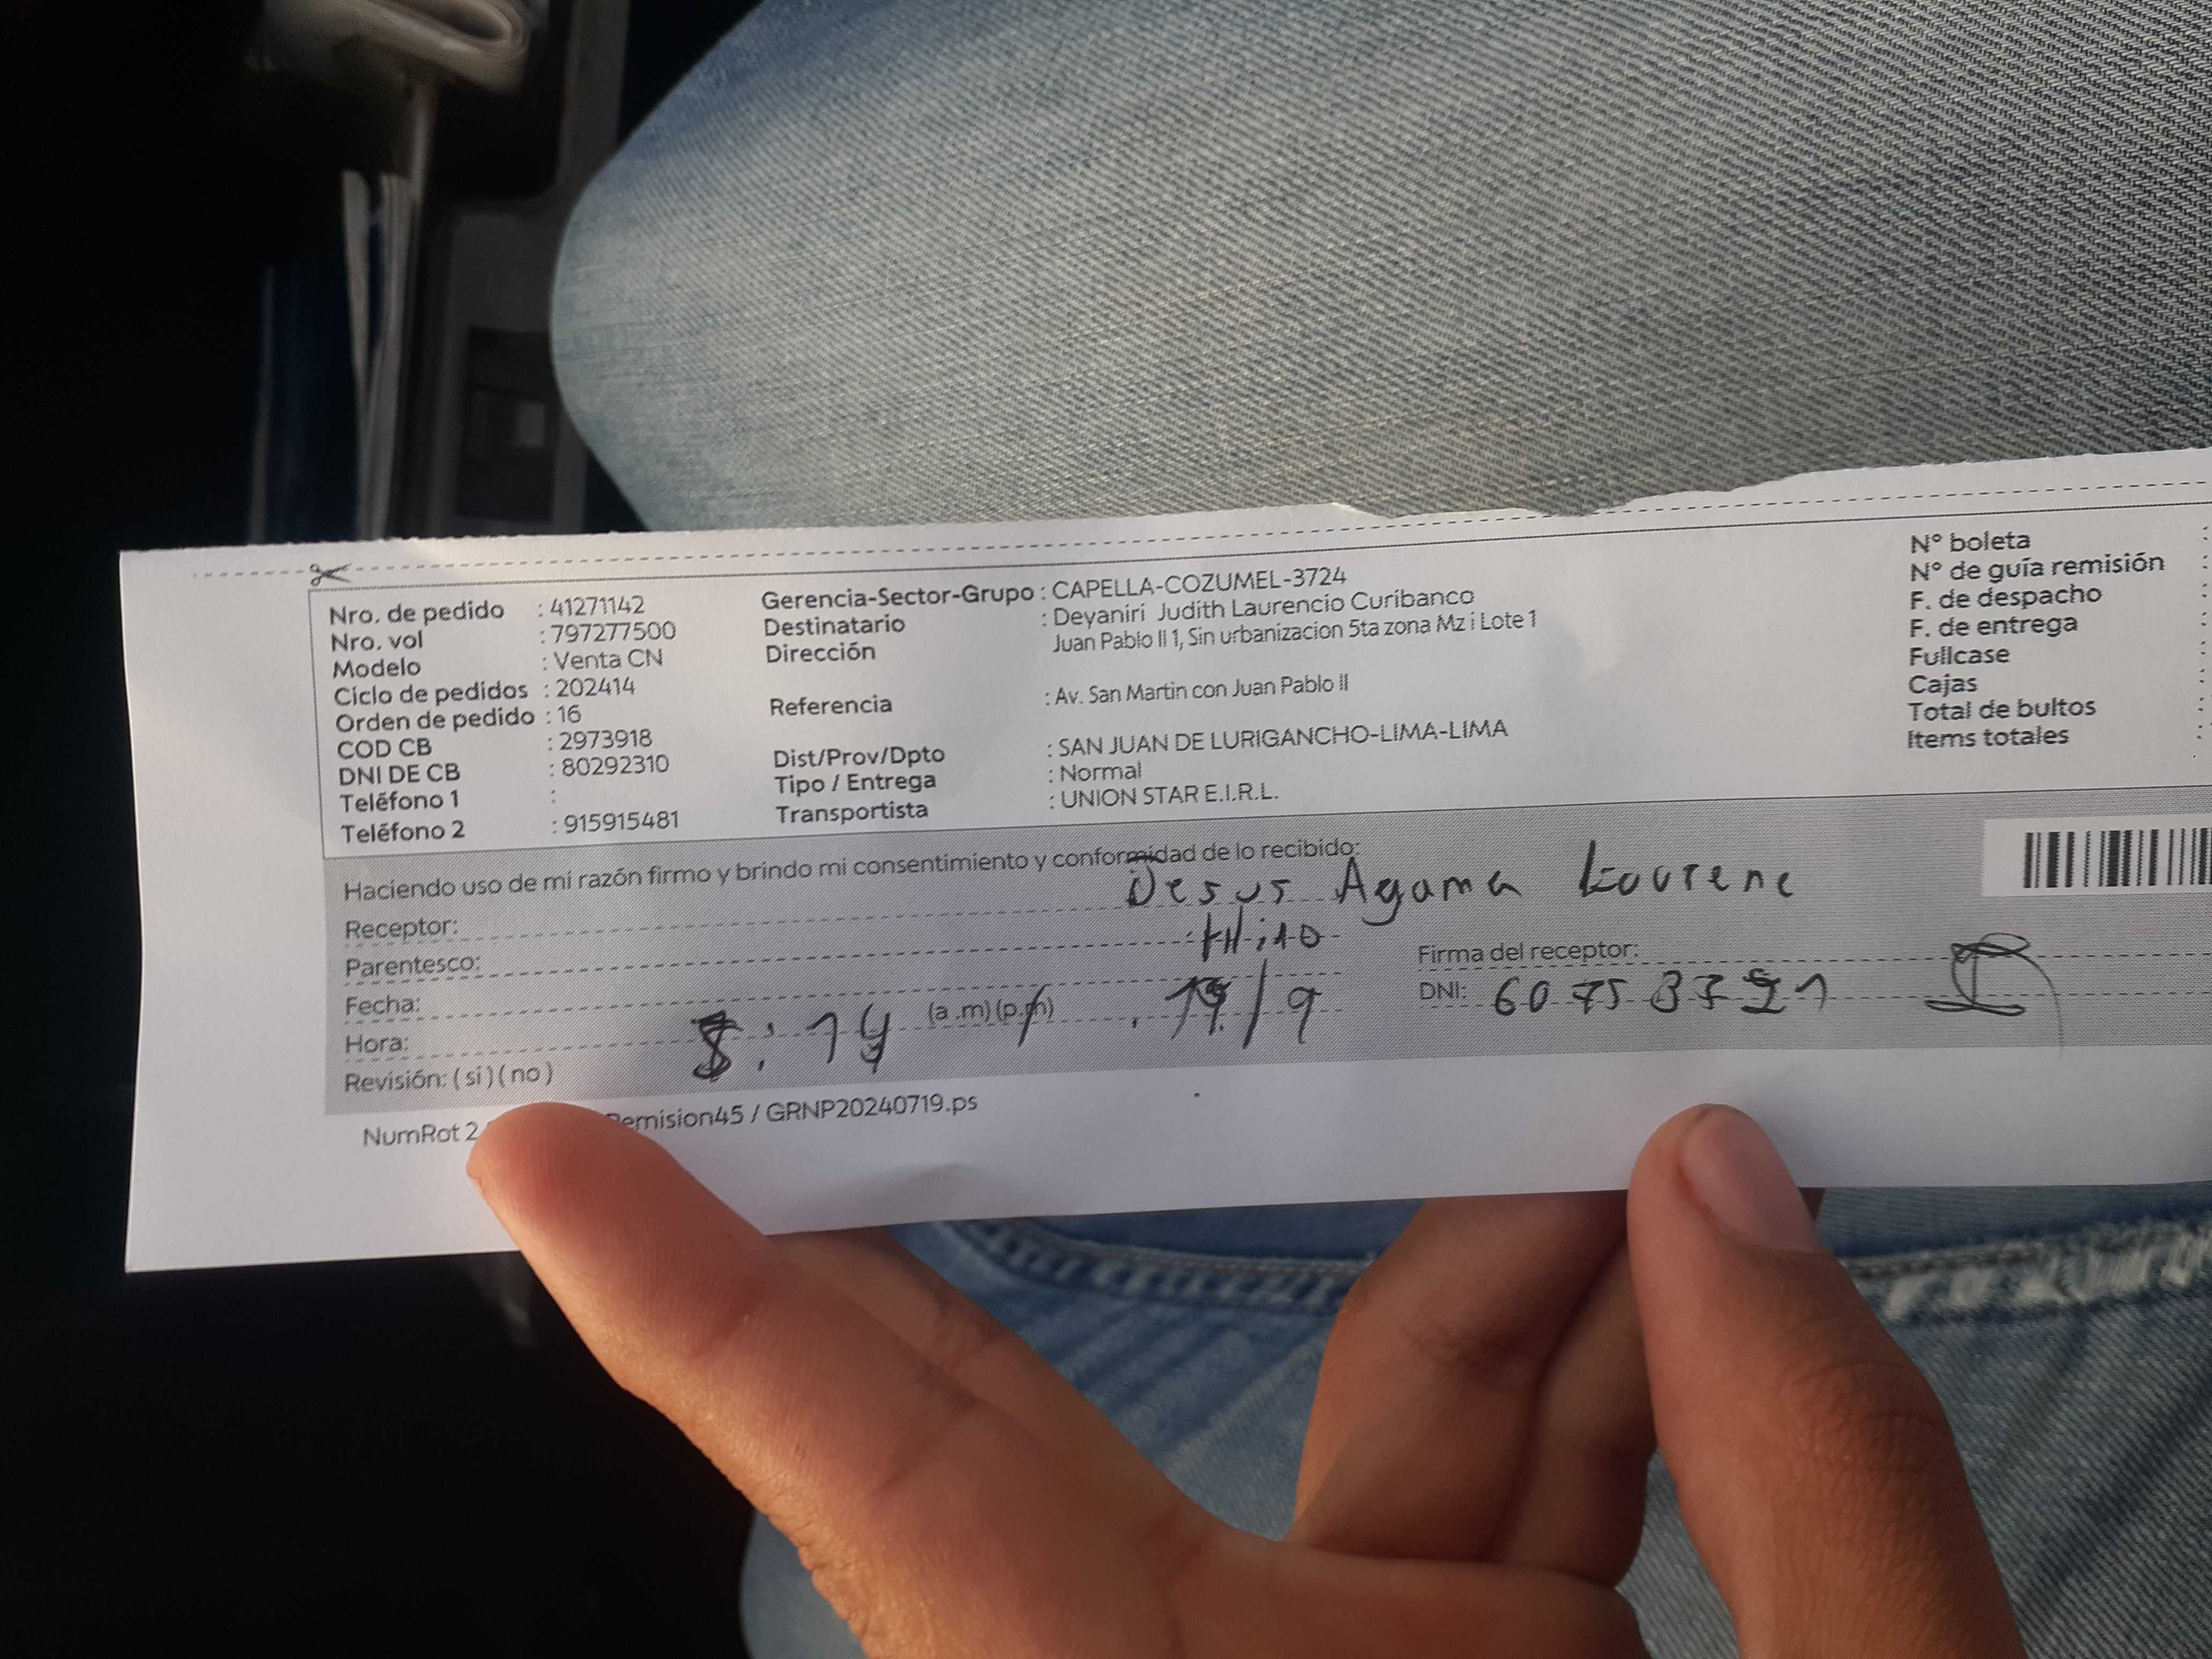 Nro. de pedido : 41271142
Nro. vol : 797277500
Modelo : Venta CN
Ciclo de pedidos : 202414
Orden de pedido : 16
COD CB : 2973918
DNI DE CB : 80292310
Teléfono 1 :
Teléfono 2 : 915915481
Gerencia-Sector-Grupo : CAPELLA-COZUMEL-3724
Destinatario : Deyaniri Judith Laurencio Curibanco
Dirección Juan Pablo II 1, Sin urbanizacion 5ta zona Mz i Lote 1
Referencia : Av. San Martin con Juan Pablo II
Dist/Prov/Dpto : SAN JUAN DE LURIGANCHO-LIMA-LIMA
Tipo / Entrega : Normal
Transportista : UNION STAR E.I.R.L.
N° boleta :
N° de guía remisión :
F. de despacho :
F. de entrega :
Fullcase :
Cajas :
Total de bultos :
Items totales :
Haciendo uso de mi razón firmo y brindo mi consentimiento y conformidad de lo recibido:
Receptor: Jesus Agama
Parentesco:
Fecha: 19/9
Hora: (a.m)(p.m)
Revisión: (si)(no)
Firma del receptor:
DNI:
NumRot 2
Remision45 / GRNP20240719.ps